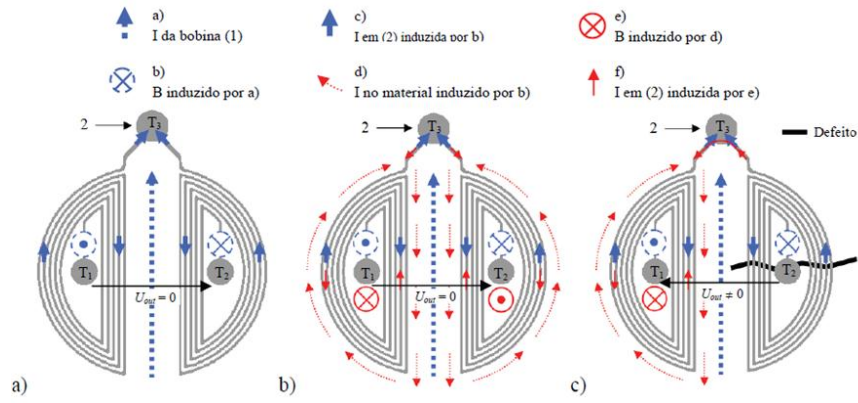 a)
I da bobina (1)
c)
I em (2) induzida por b)
e)
B induzido por d)
b)
B induzido por a)
d)
I no material induzido por b)
f)
I em (2) induzida por e)
2
T3
T1
T2
Uout = 0
a)
T3
T1
T2
Uout = 0
b)
2
T3
Defeito
T1
T2
Uout ≠ 0
c)